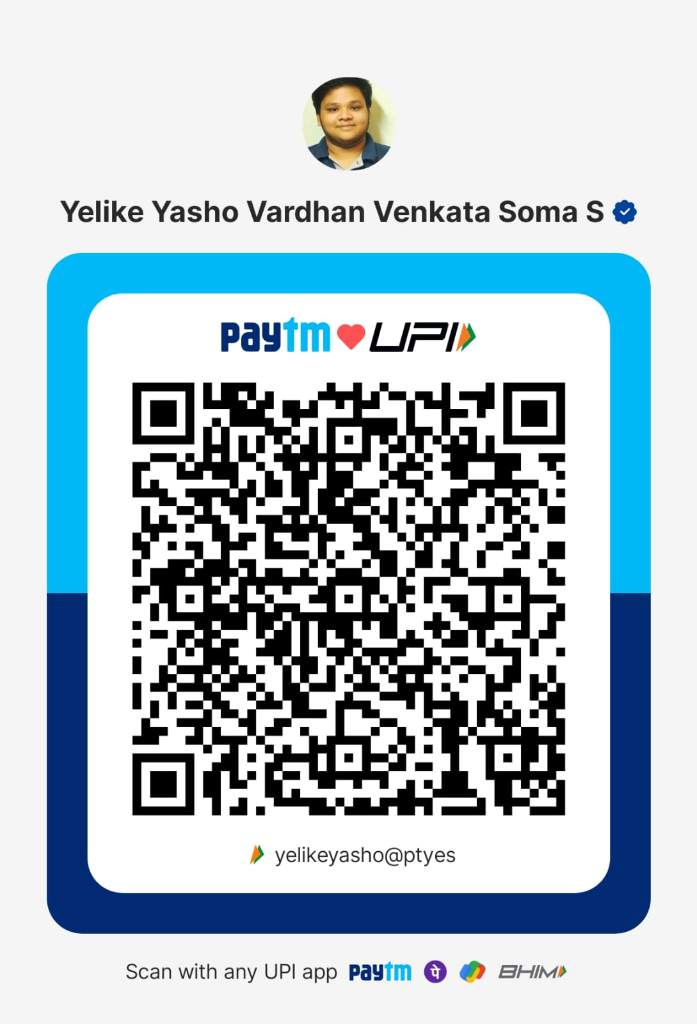 Yelike Yasho Vardhan Venkata Soma S
paytm UPI
yelikeyasho@ptyes
Scan with any UPI app paytm पे BHIM